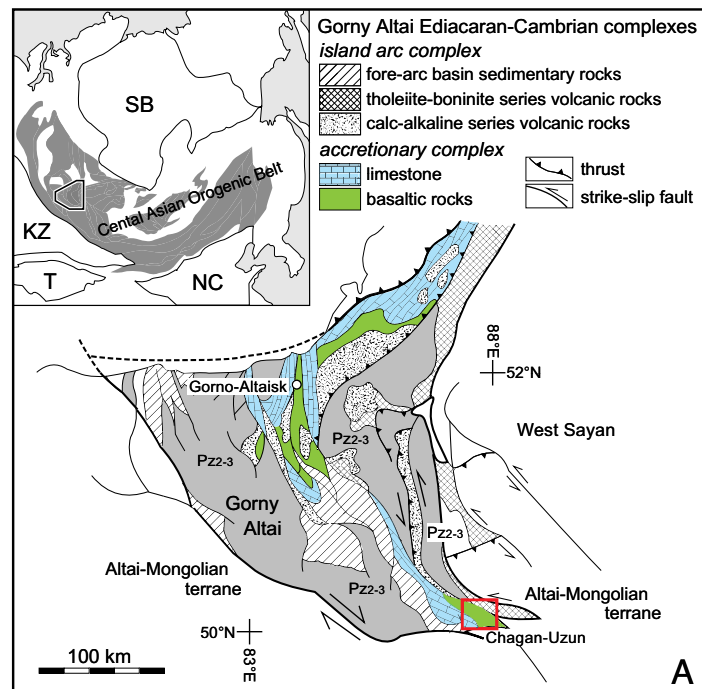 Gorny Altai Ediacaran-Cambrian complexes
island arc complex
fore-arc basin sedimentary rocks
tholeiite-boninite series volcanic rocks
calc-alkaline series volcanic rocks
accretionary complex
limestone
basaltic rocks
thrust
strike-slip fault
SB
Cental Asian Orogenic Belt
KZ
T
NC
88°E
52°N
Gorno-Altaisk
West Sayan
Pz2-3
Pz2-3
Gorny
Altai
Pz2-3
Altai-Mongolian
terrane
Pz2-3
Altai-Mongolian
terrane
50°N
83°E
Chagan-Uzun
100 km
A